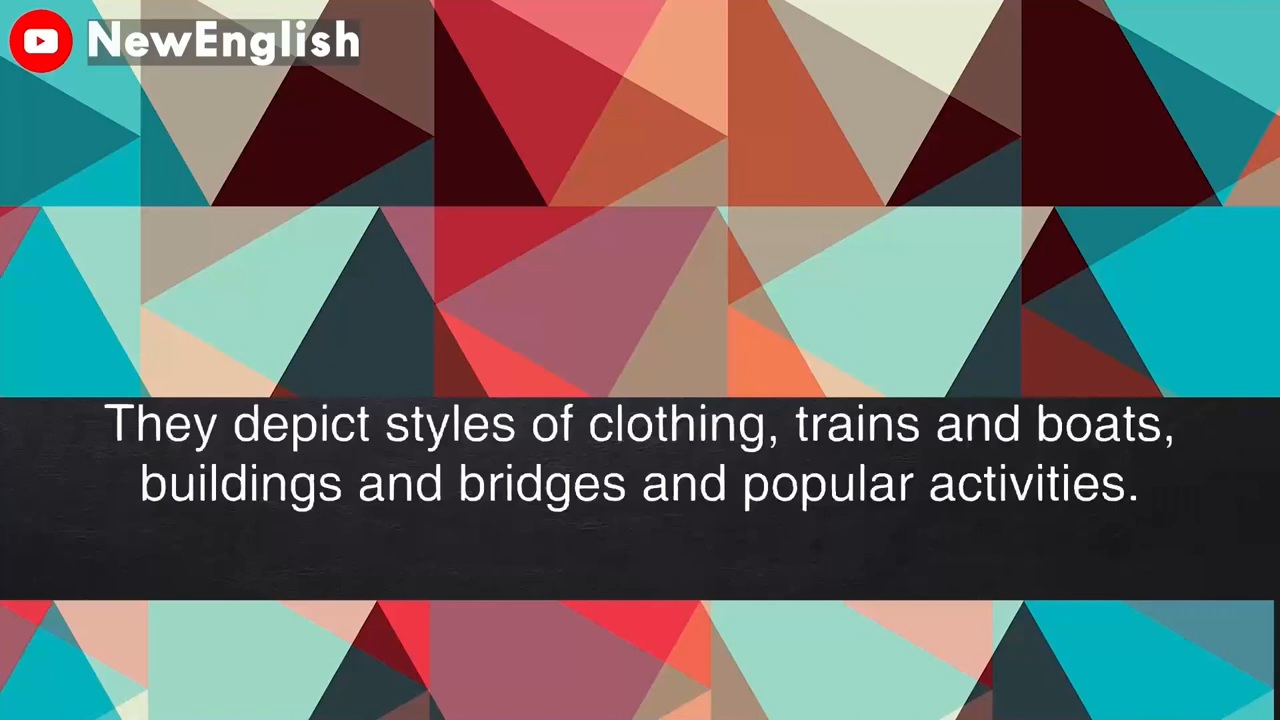 NewEnglish
They depict styles of clothing, trains and boats,
buildings and bridges and popular activities.